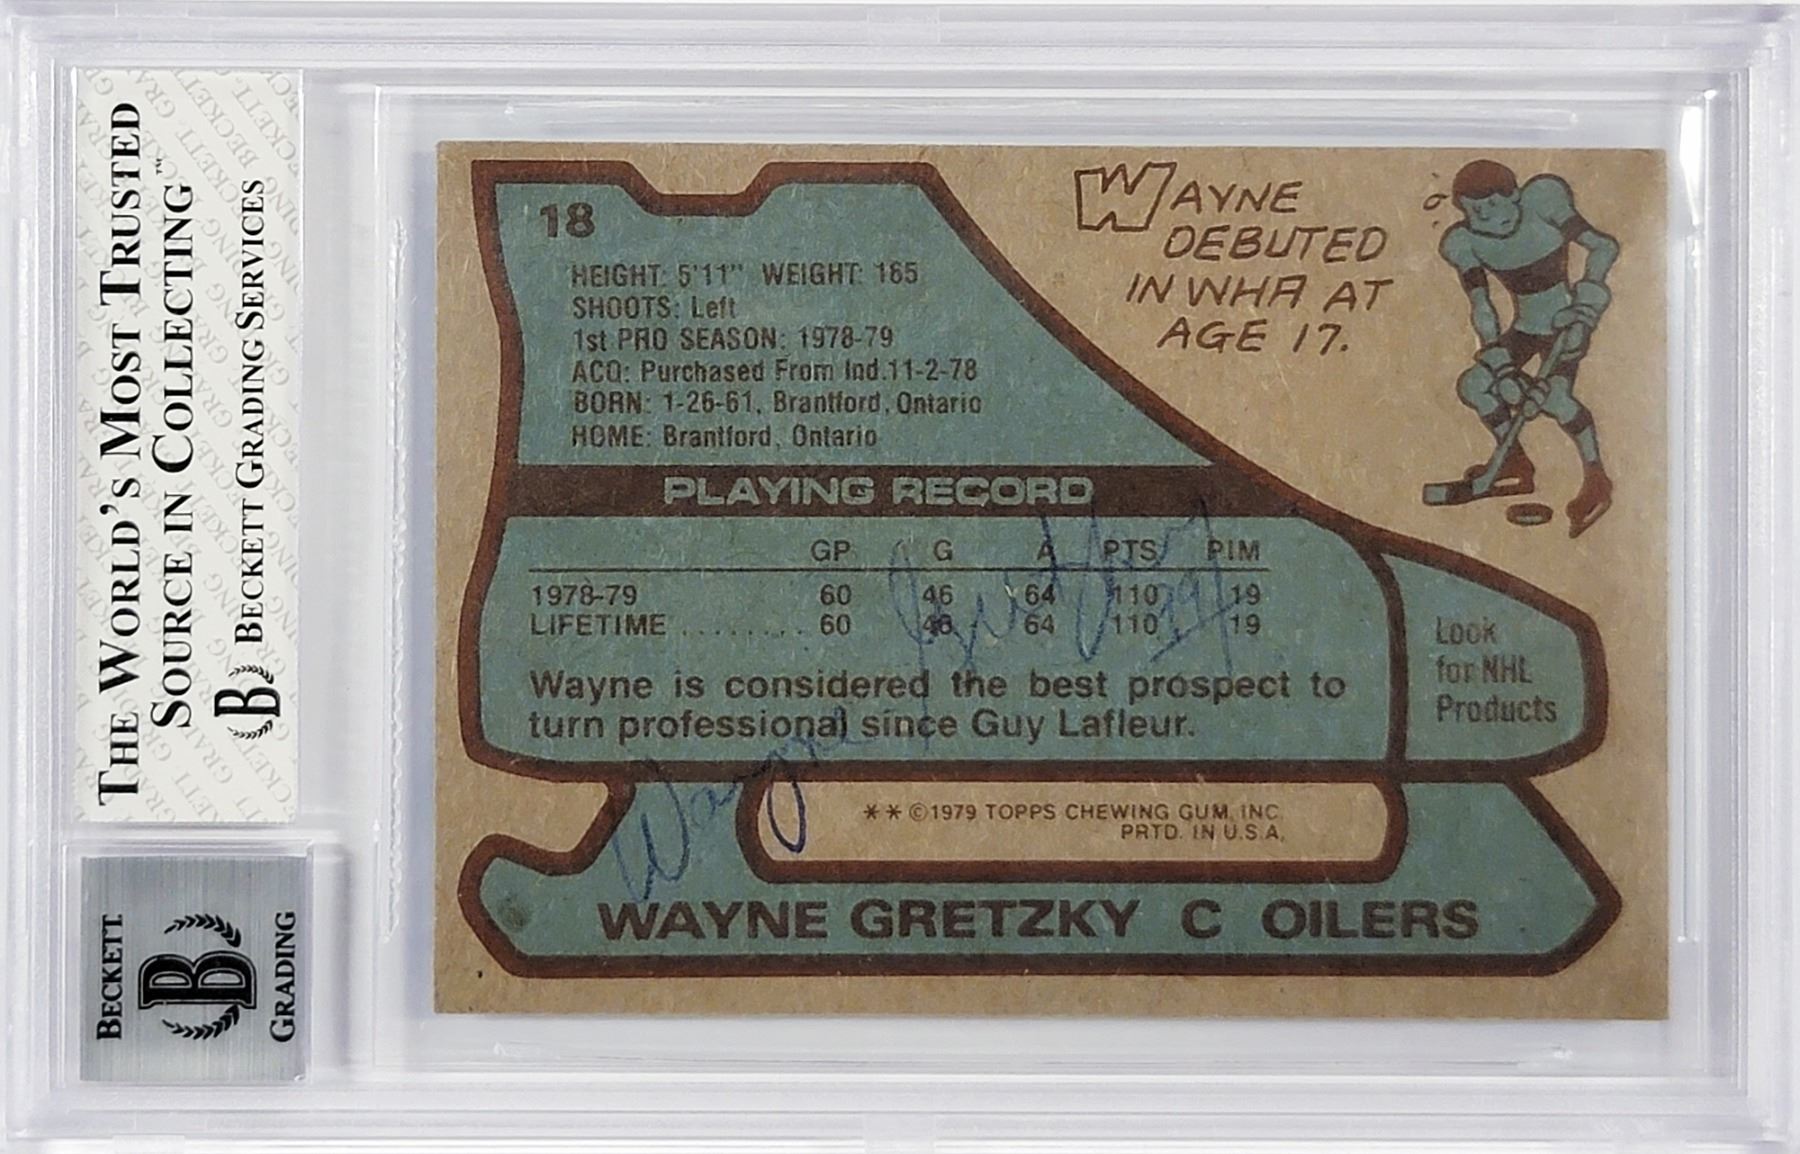 THE WORLD'S MOST TRUSTED
SOURCE IN COLLECTING™
BECKETT GRADING SERVICES
B
BECKETT
B
GRADING
18
HEIGHT: 5'11" WEIGHT: 165
SHOOTS: Left
1st PRO SEASON: 1978-79
ACQ: Purchased From Ind.11-2-78
BORN: 1-26-61, Brantford, Ontario
HOME: Brantford, Ontario
WAYNE
DEBUTED
IN WHA AT
AGE 17.
PLAYING RECORD
GP G A PTS PIM
1978-79 60 46 64 110 19
LIFETIME ........ 60 46 64 110 19
Wayne is considered the best prospect to
turn professional since Guy Lafleur.
Look
for NHL
Products
Wayne Gretzky 99
**©1979 TOPPS CHEWING GUM, INC.
PRTD. IN U.S.A.
WAYNE GRETZKY C OILERS